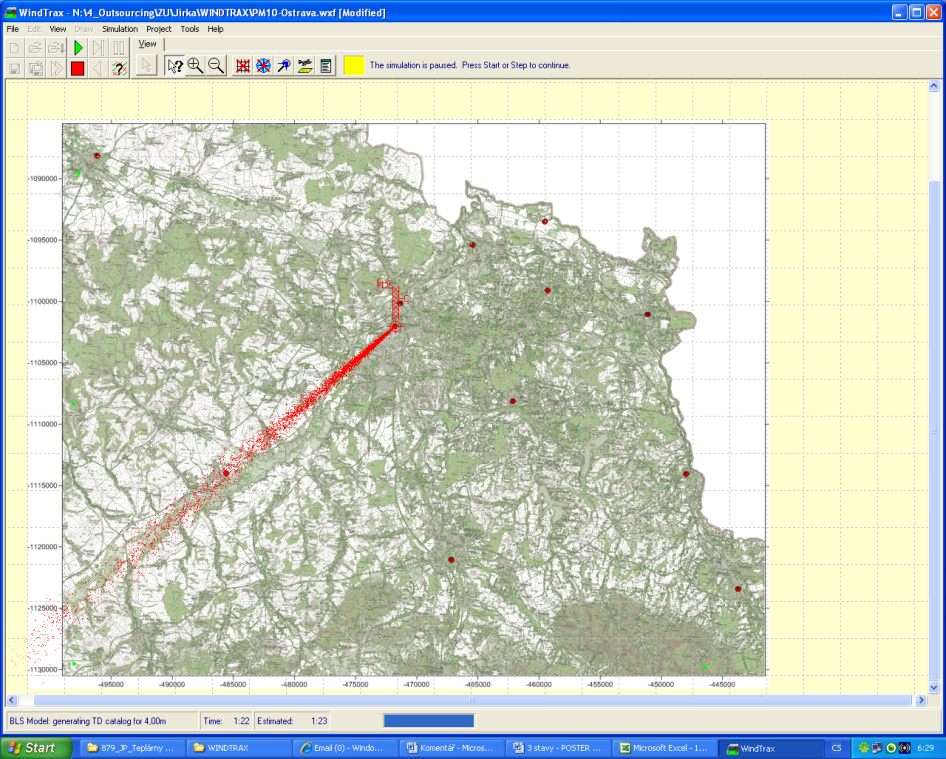 WindTrax - N:\4_Outsourcing\ZU\Jirka\WINDTRAX\PM10-Ostrava.wxf [Modified]
File Edit View Draw Simulation Project Tools Help
View
The simulation is paused. Press Start or Step to continue.
-1090000
-1095000
-1100000
-1105000
-1110000
-1115000
-1120000
-1125000
-1130000
-495000 -490000 -485000 -480000 -475000 -470000 -465000 -460000 -455000 -450000 -445000
BLS Model: generating TD catalog for 4,00m Time: 1:22 Estimated: 1:23
Start 879_JP_Teplárny ... WINDTRAX Email (0) - Windo... Komentář - Micros... 3 stavy - POSTER ... Microsoft Excel - 1... WindTrax CS 6:29